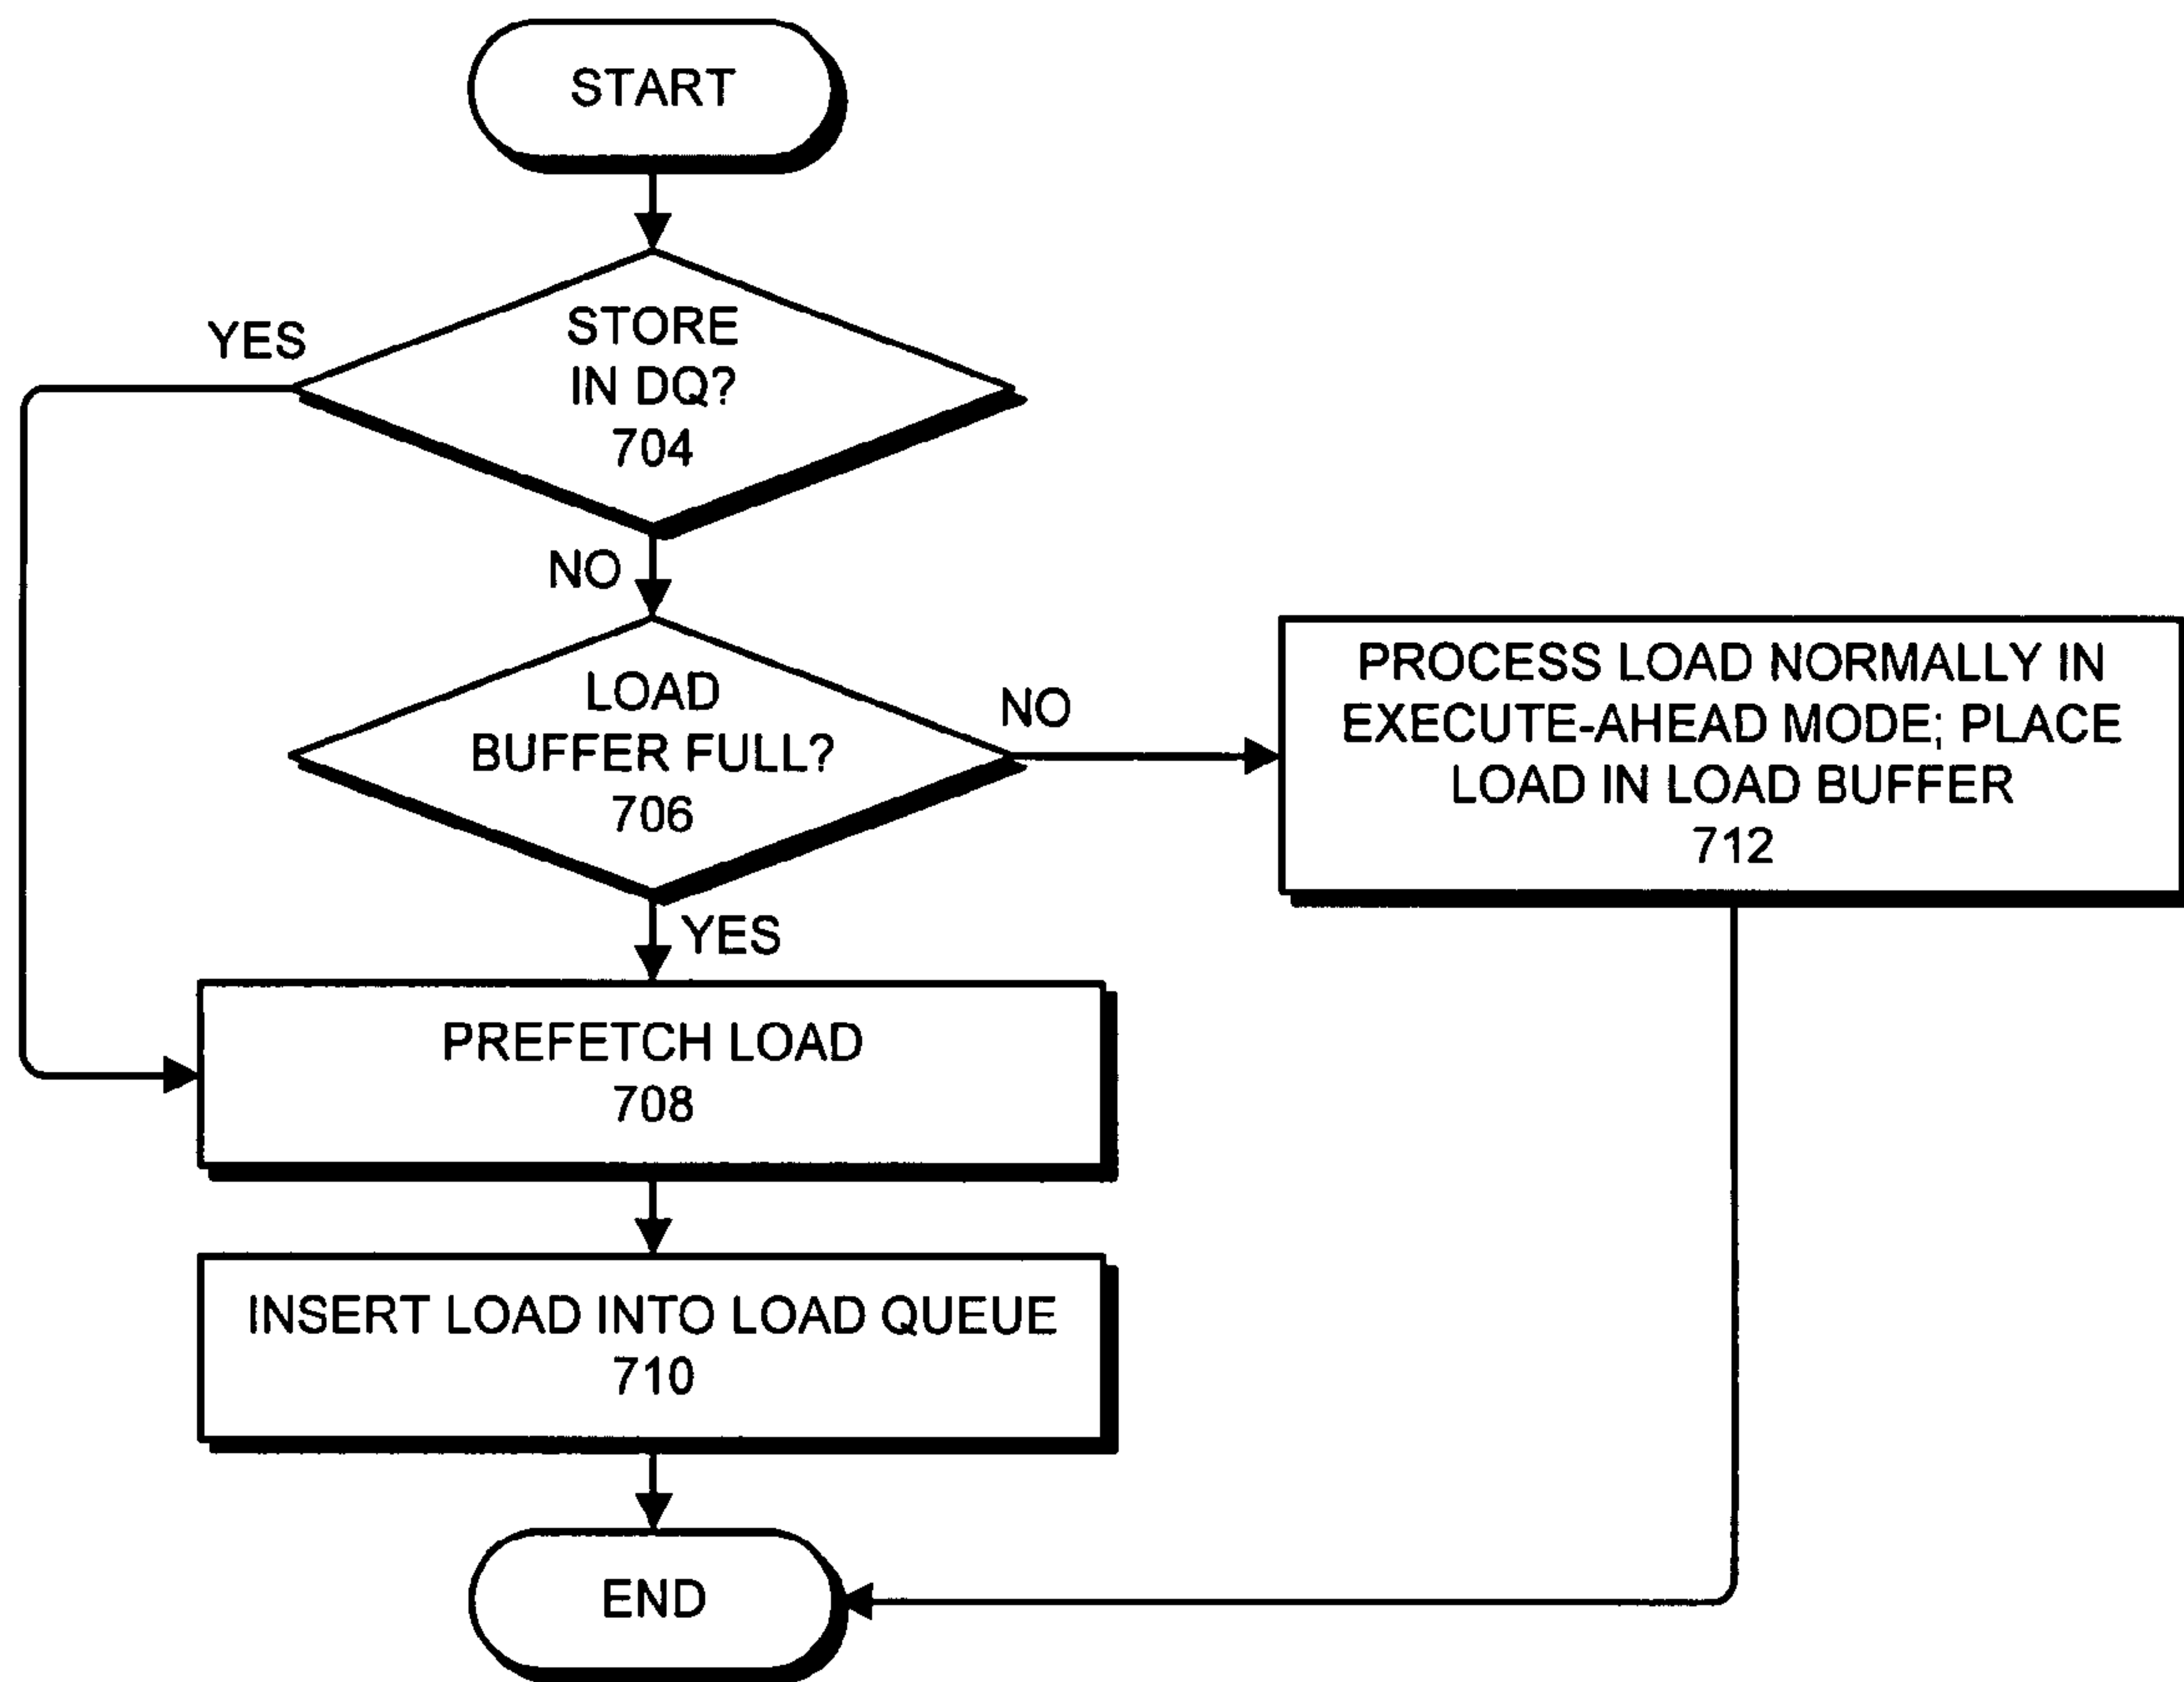 START
YES
STORE
IN DQ?
704
NO
LOAD
BUFFER FULL?
706
NO
PROCESS LOAD NORMALLY IN
EXECUTE-AHEAD MODE; PLACE
LOAD IN LOAD BUFFER
712
YES
PREFETCH LOAD
708
INSERT LOAD INTO LOAD QUEUE
710
END